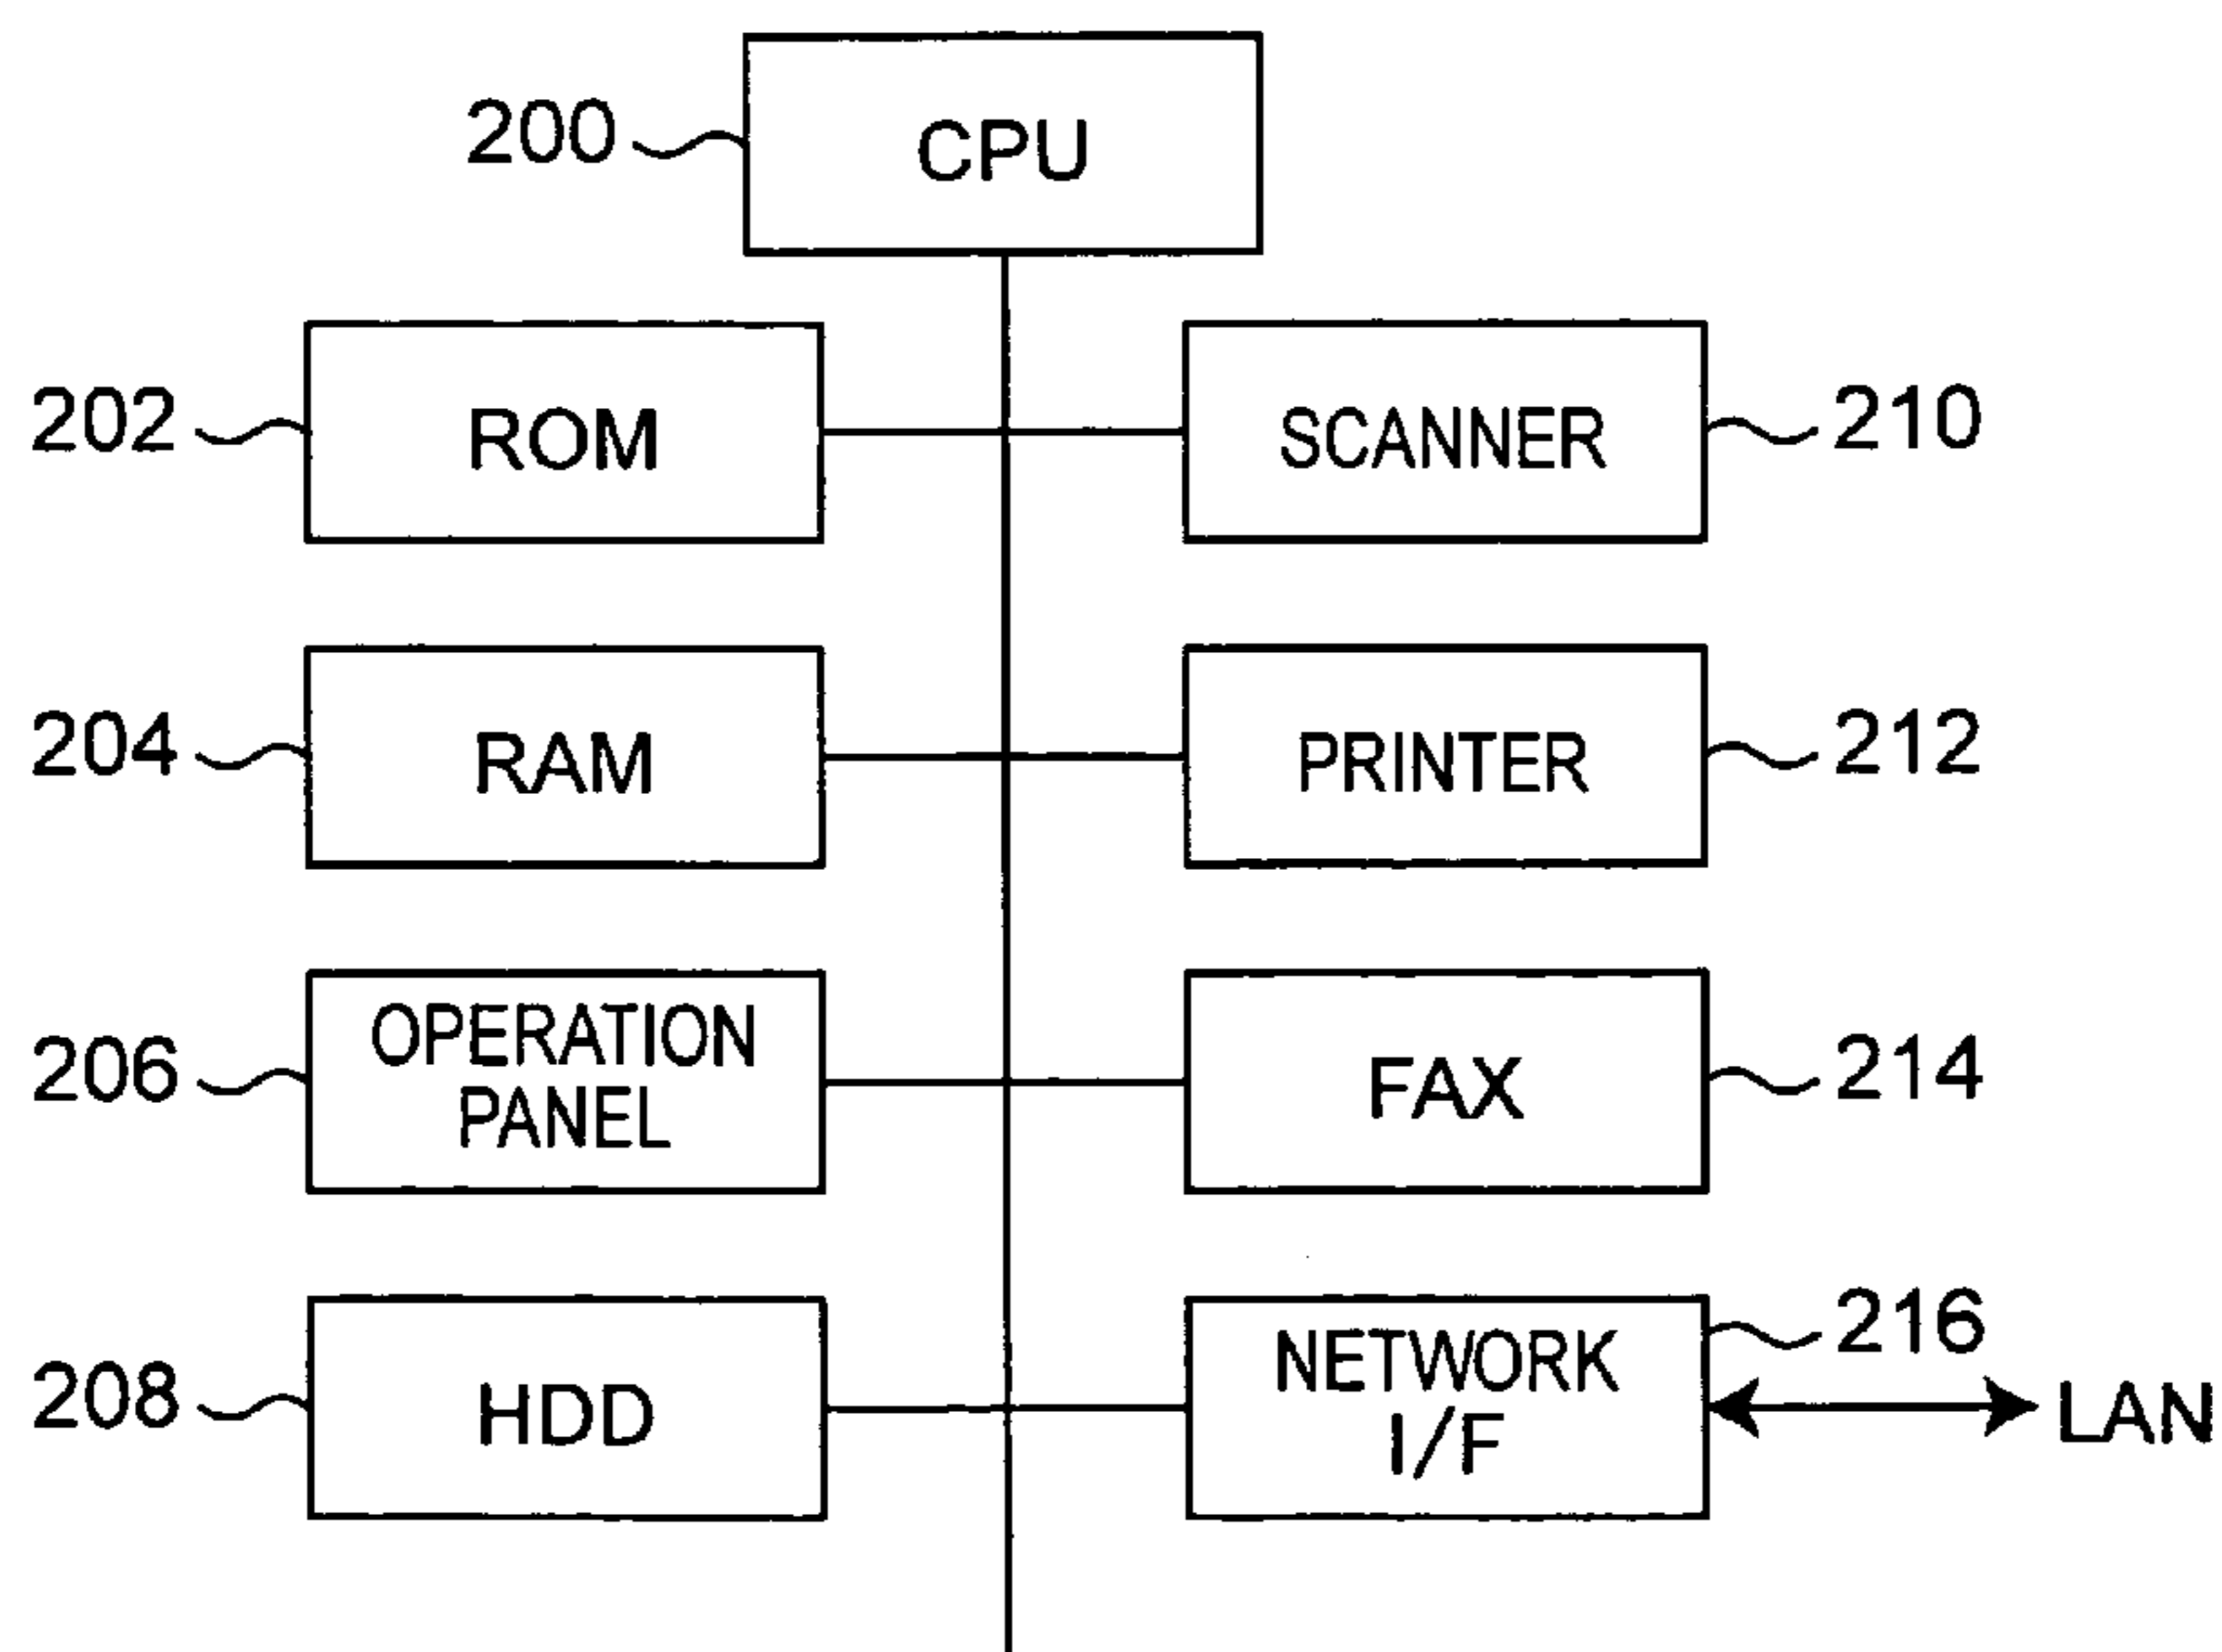 200 CPU
202 ROM
SCANNER 210
204 RAM
PRINTER 212
206 OPERATION
PANEL
FAX 214
208 HDD
NETWORK
I/F
216
LAN